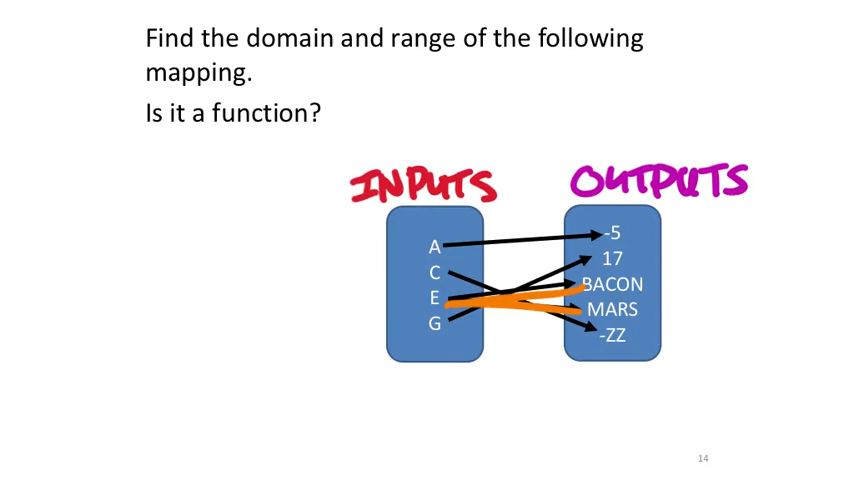 Find the domain and range of the following
mapping.
Is it a function?
INPUTS OUTPUTS
A -5
C 17
E BACON
G MARS
-ZZ
14